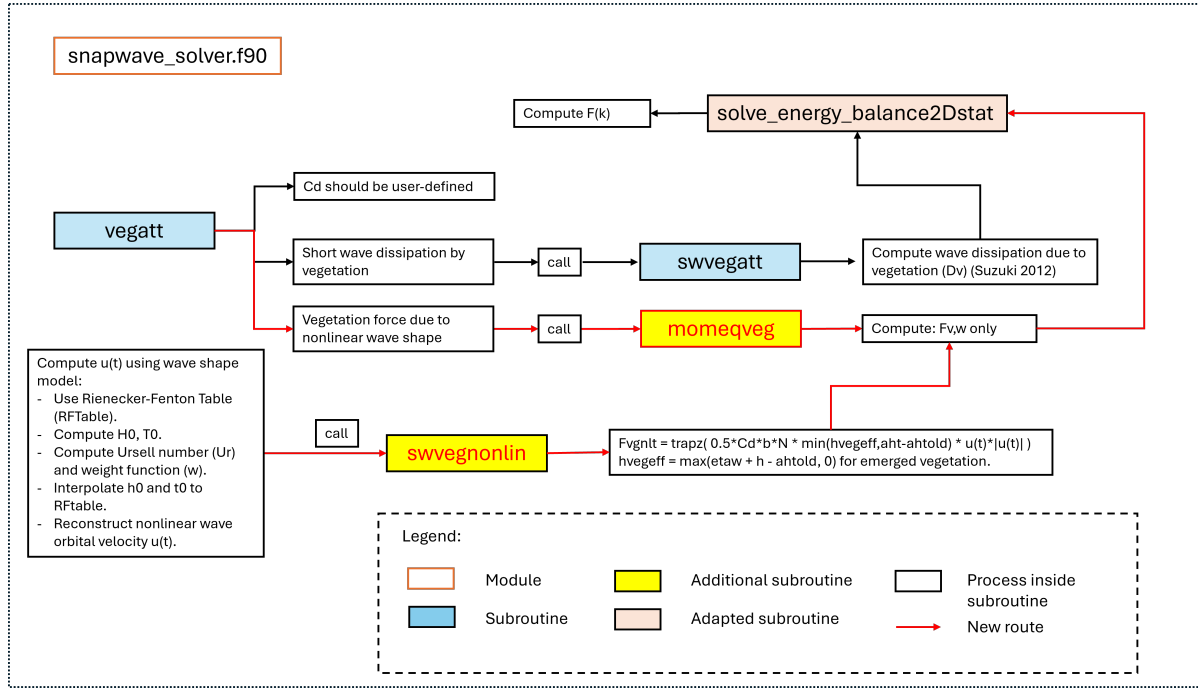 snapwave_solver.f90
Compute F(k)
solve_energy_balance2Dstat
Cd should be user-defined
vegatt
Short wave dissipation by
vegetation
call
swvegatt
Compute wave dissipation due to
vegetation (Dv) (Suzuki 2012)
Vegetation force due to
nonlinear wave shape
call
momeqveg
Compute: Fv,w only
Compute u(t) using wave shape
model:
- Use Rienecker-Fenton Table
(RFTable).
- Compute H0, T0.
- Compute Ursell number (Ur)
and weight function (w).
- Interpolate h0 and t0 to
RFtable.
- Reconstruct nonlinear wave
orbital velocity u(t).
call
swvegnonlin
Fvgnlt = trapz( 0.5*Cd*b*N * min(hvegeff,aht-ahtold) * u(t)*|u(t)| )
hvegeff = max(etaw + h - ahtold, 0) for emerged vegetation.
Legend:
Module
Additional subroutine
Process inside
subroutine
Subroutine
Adapted subroutine
New route